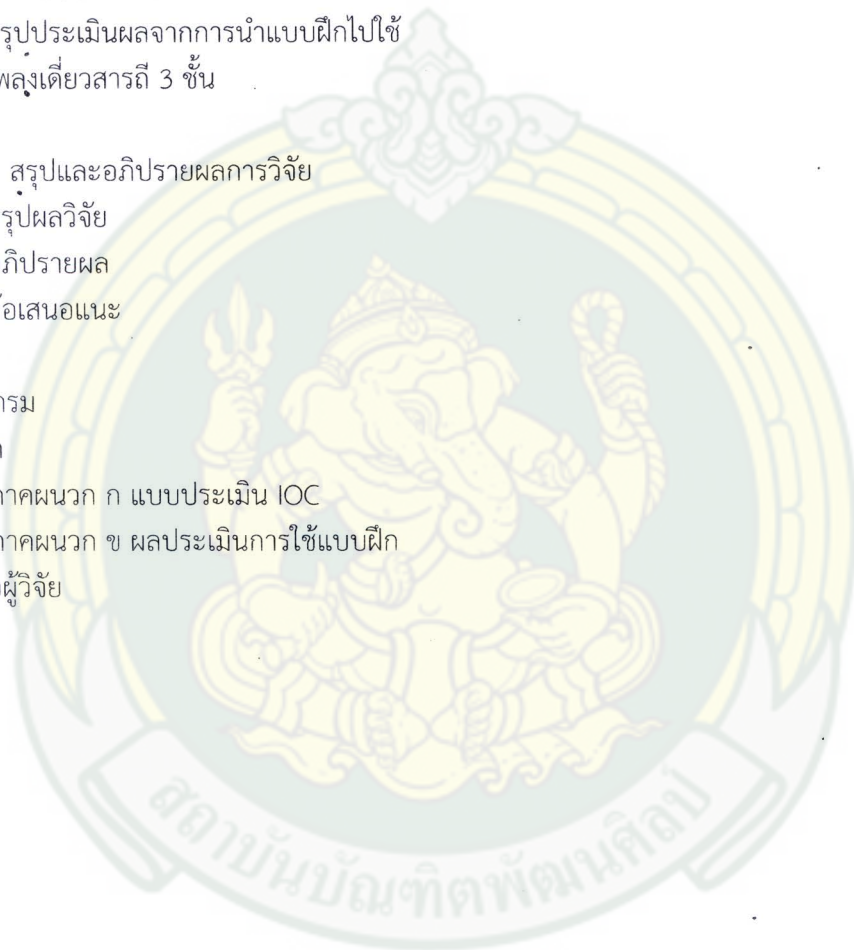 รุปประเมินผลจากการนำแบบฝึกไปใช้
พลงเดี่ยวสารถี 3 ชั้น
สรุปและอภิปรายผลการวิจัย
รุปผลวิจัย
ภิปรายผล
อเสนอแนะ
กรม
าคผนวก ก แบบประเมิน IOC
าคผนวก ข ผลประเมินการใช้แบบฝึก
ผู้วิจัย
สถาบันบัณฑิตพัฒนศิลป์